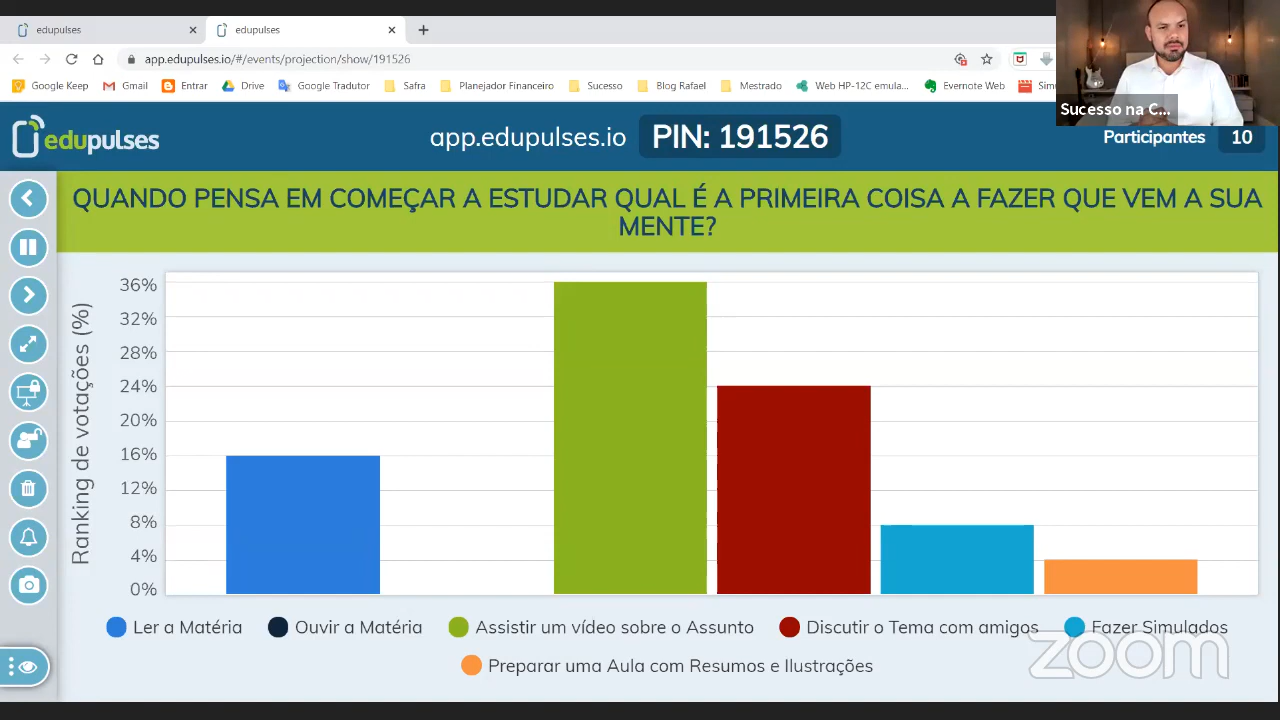 edupulses
edupulses
app.edupulses.io/#/events/projection/show/191526
Google Keep
Gmail
Entrar
Drive
Google Tradutor
Safra
Planejador Financeiro
Sucesso
Blog Rafael
Mestrado
Web HP-12C emula...
Evernote Web
Sucesso na C...
edupulses
app.edupulses.io
PIN: 191526
Participantes 10
QUANDO PENSA EM COMEÇAR A ESTUDAR QUAL É A PRIMEIRA COISA A FAZER QUE VEM A SUA
MENTE?
Ranking de votações (%)
36%
32%
28%
24%
20%
16%
12%
8%
4%
0%
Ler a Matéria
Ouvir a Matéria
Assistir um vídeo sobre o Assunto
Discutir o Tema com amigos
Fazer Simulados
Preparar uma Aula com Resumos e Ilustrações
zoom